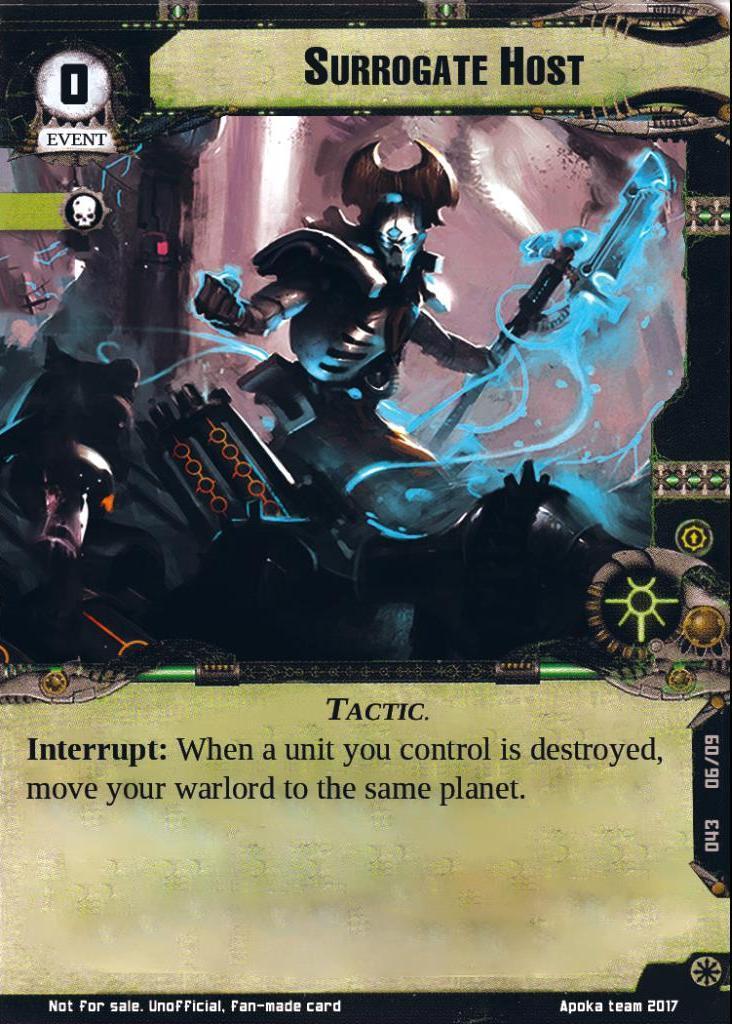 0
SURROGATE HOST
EVENT
TACTIC.
Interrupt: When a unit you control is destroyed,
move your warlord to the same planet.
09/60
043
Not for sale. Unofficial, Fan-made card
Apoka team 2017